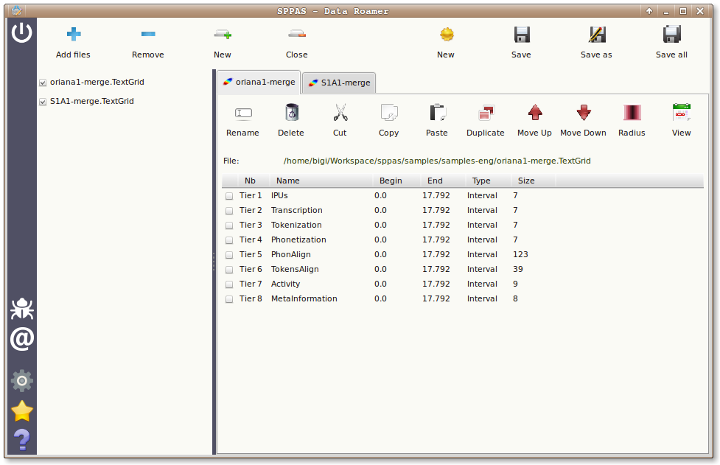 SPPAS - Data Roamer
Add files Remove New Close New Save Save as Save all
oriana1-merge.TextGrid
S1A1-merge.TextGrid
oriana1-merge S1A1-merge
Rename Delete Cut Copy Paste Duplicate Move Up Move Down Radius View
File: /home/bigi/Workspace/sppas/samples/samples-eng/oriana1-merge.TextGrid
Nb Name Begin End Type Size
Tier 1 IPUs 0.0 17.792 Interval 7
Tier 2 Transcription 0.0 17.792 Interval 7
Tier 3 Tokenization 0.0 17.792 Interval 7
Tier 4 Phonetization 0.0 17.792 Interval 7
Tier 5 PhonAlign 0.0 17.792 Interval 123
Tier 6 TokensAlign 0.0 17.792 Interval 39
Tier 7 Activity 0.0 17.792 Interval 9
Tier 8 MetaInformation 0.0 17.792 Interval 8